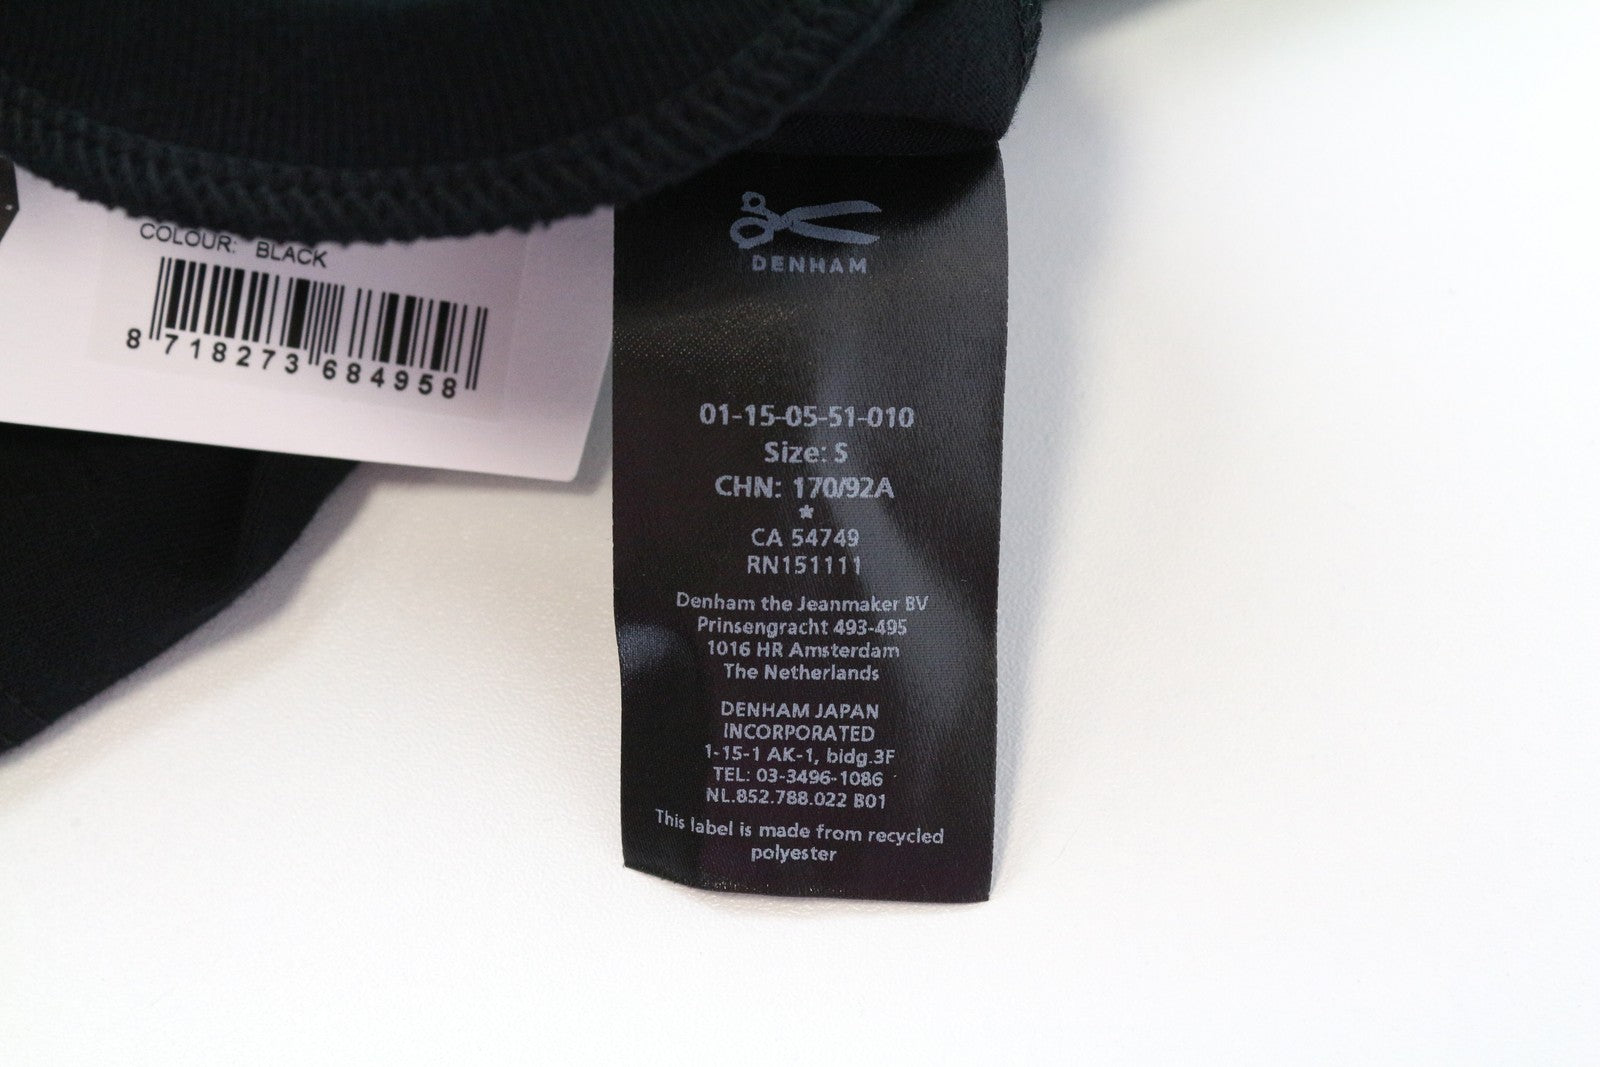 COLOUR: BLACK
8 718273 684958
DENHAM
01-15-05-51-010
Size: S
CHN: 170/92A
*
CA 54749
RN151111
Denham the Jeanmaker BV
Prinsengracht 493-495
1016 HR Amsterdam
The Netherlands
DENHAM JAPAN
INCORPORATED
1-15-1 AK-1, bidg.3F
TEL: 03-3496-1086
NL.852.788.022 B01
This label is made from recycled
polyester